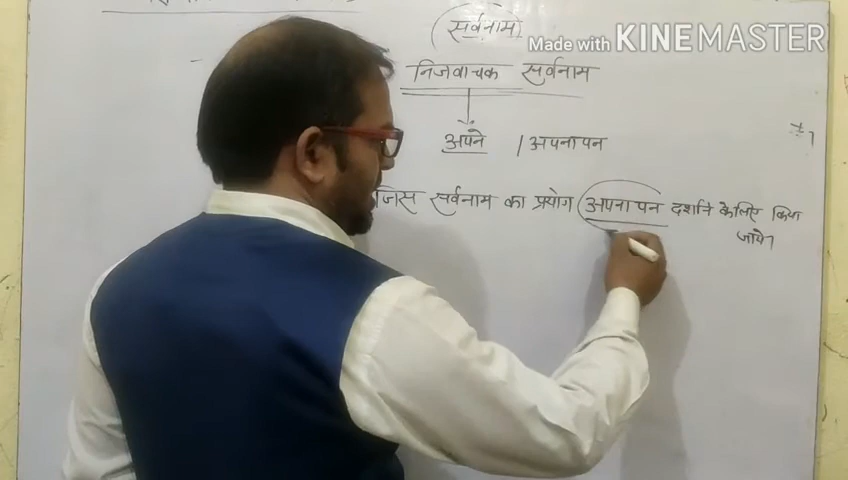 (सर्वनाम)
Made with KINEMASTER
निजवाचक सर्वनाम
अपने / अपनापन
जिस सर्वनाम का प्रयोग अपनापन दर्शाने के लिए किया
जाये।